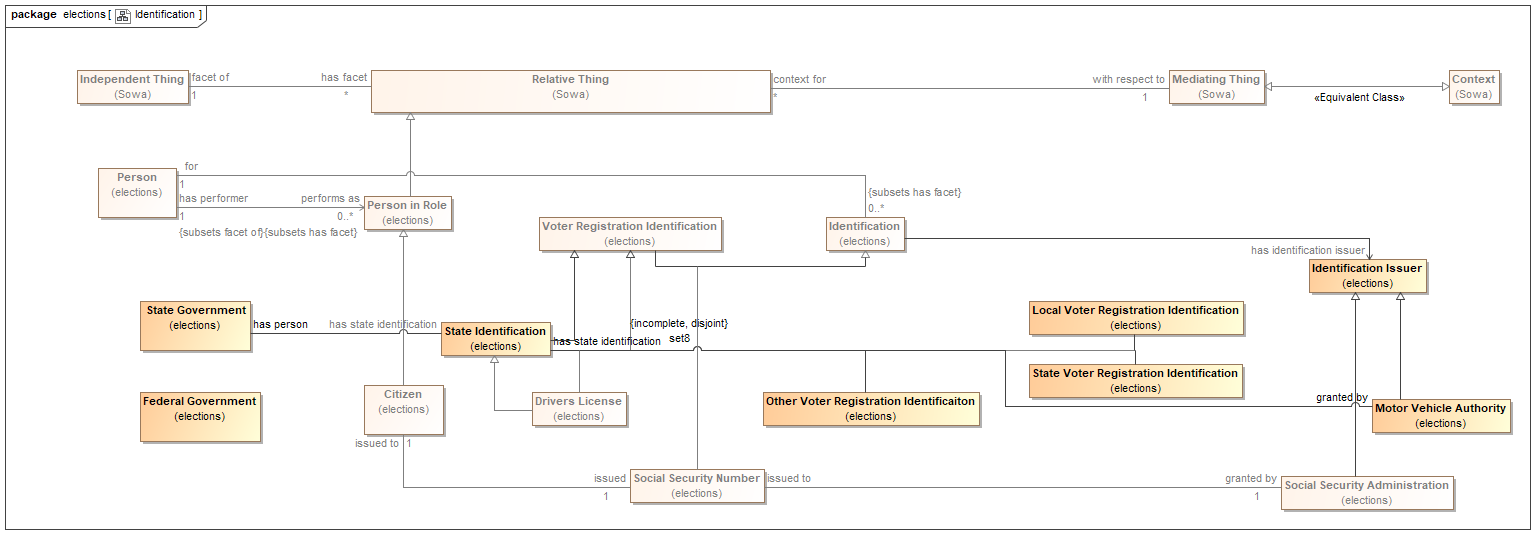 package elections [ Identification ]
Independent Thing
(Sowa)
facet of
1
has facet
*
Relative Thing
(Sowa)
context for
*
with respect to
1
Mediating Thing
(Sowa)
«Equivalent Class»
Context
(Sowa)
Person
(elections)
for
1
has performer
1
{subsets facet of}{subsets has facet}
performs as
0..*
Person in Role
(elections)
{subsets has facet}
0..*
Voter Registration Identification
(elections)
Identification
(elections)
has identification issuer
Identification Issuer
(elections)
State Government
(elections)
has person
has state identification
State Identification
(elections)
has state identification
{incomplete, disjoint}
set8
Local Voter Registration Identification
(elections)
State Voter Registration Identification
(elections)
Federal Government
(elections)
Citizen
(elections)
issued to
1
Drivers License
(elections)
Other Voter Registration Identificaiton
(elections)
granted by
Motor Vehicle Authority
(elections)
issued
1
Social Security Number
(elections)
issued to
granted by
1
Social Security Administration
(elections)